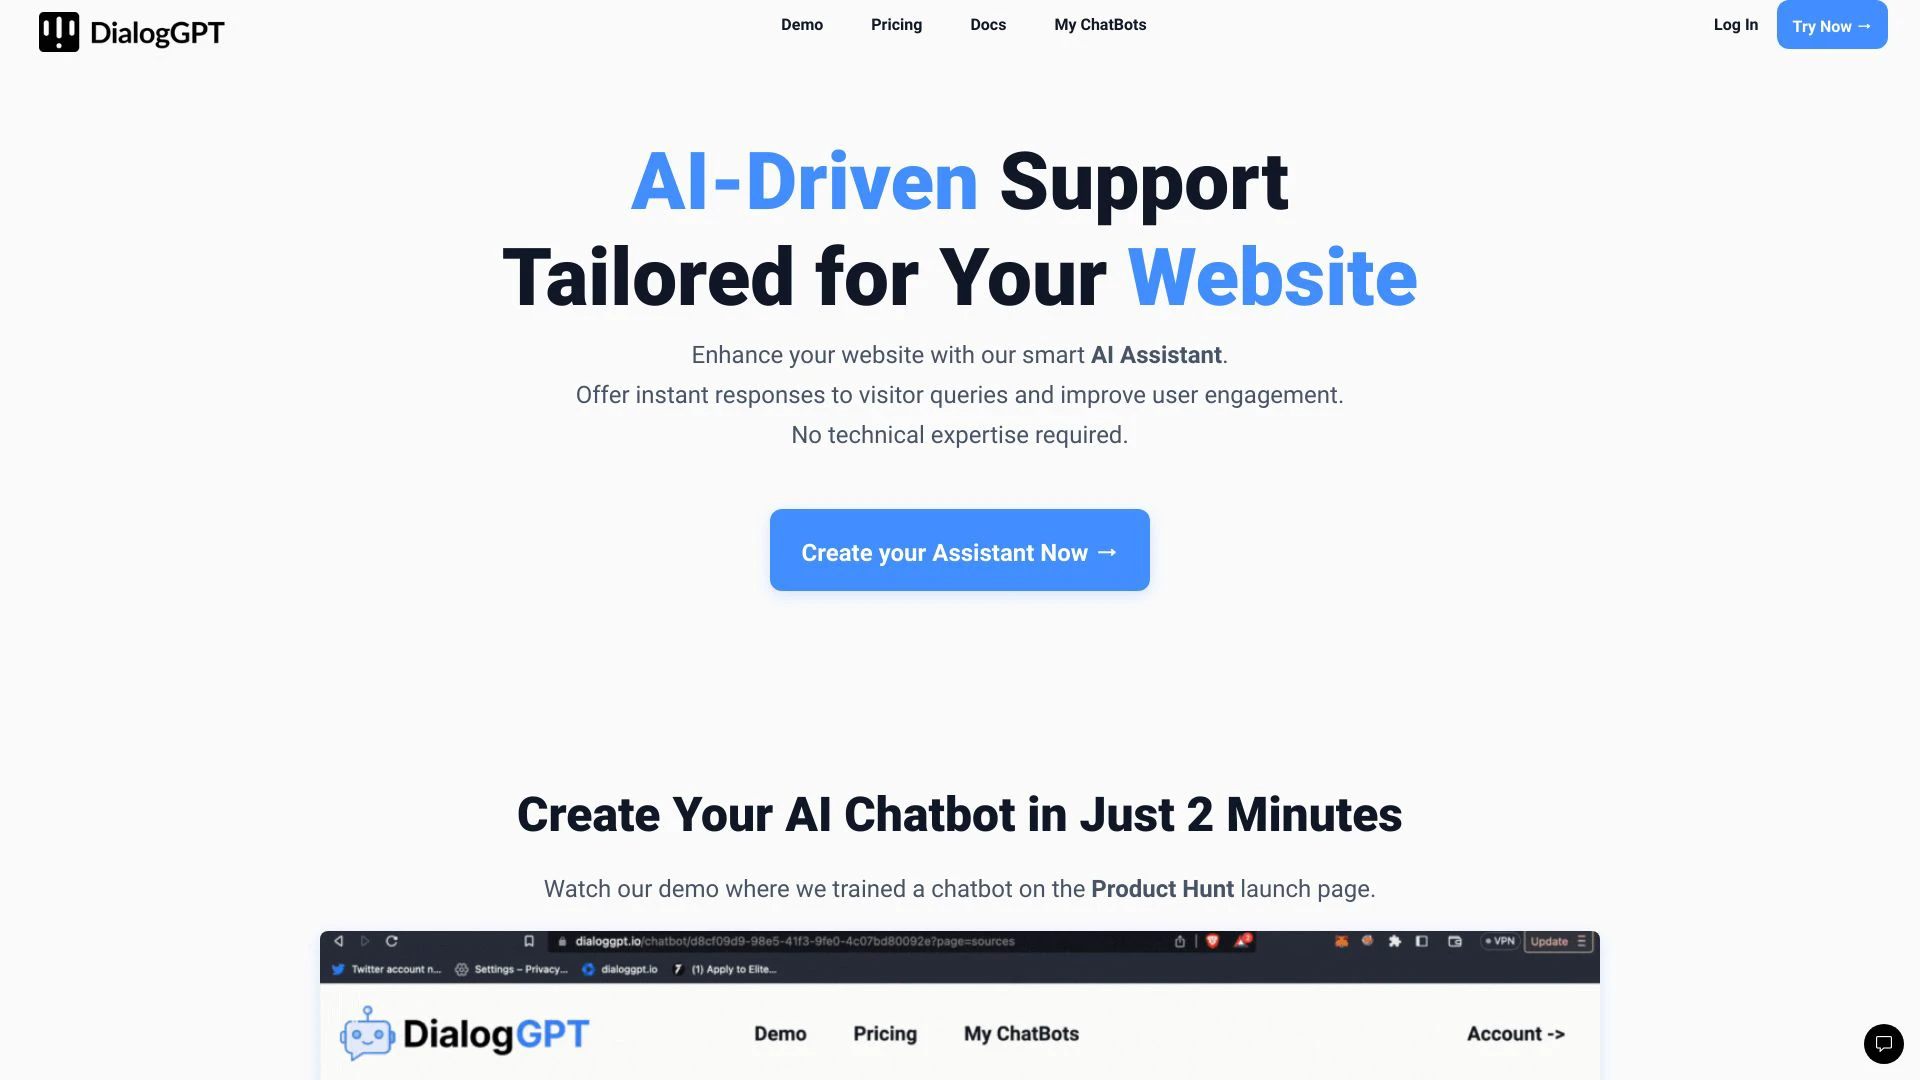 DialogGPT
Demo
Pricing
Docs
My ChatBots
Log In
Try Now →
AI-Driven Support
Tailored for Your Website
Enhance your website with our smart AI Assistant.
Offer instant responses to visitor queries and improve user engagement.
No technical expertise required.
Create your Assistant Now →
Create Your AI Chatbot in Just 2 Minutes
Watch our demo where we trained a chatbot on the Product Hunt launch page.
dialoggpt.io/chatbot/d8cf09d9-98e5-41f3-9fe0-4c07bd80092e?page=sources
VPN
Update
Twitter account n...
Settings – Privacy...
dialoggpt.io
(1) Apply to Elite...
DialogGPT
Demo
Pricing
My ChatBots
Account ->